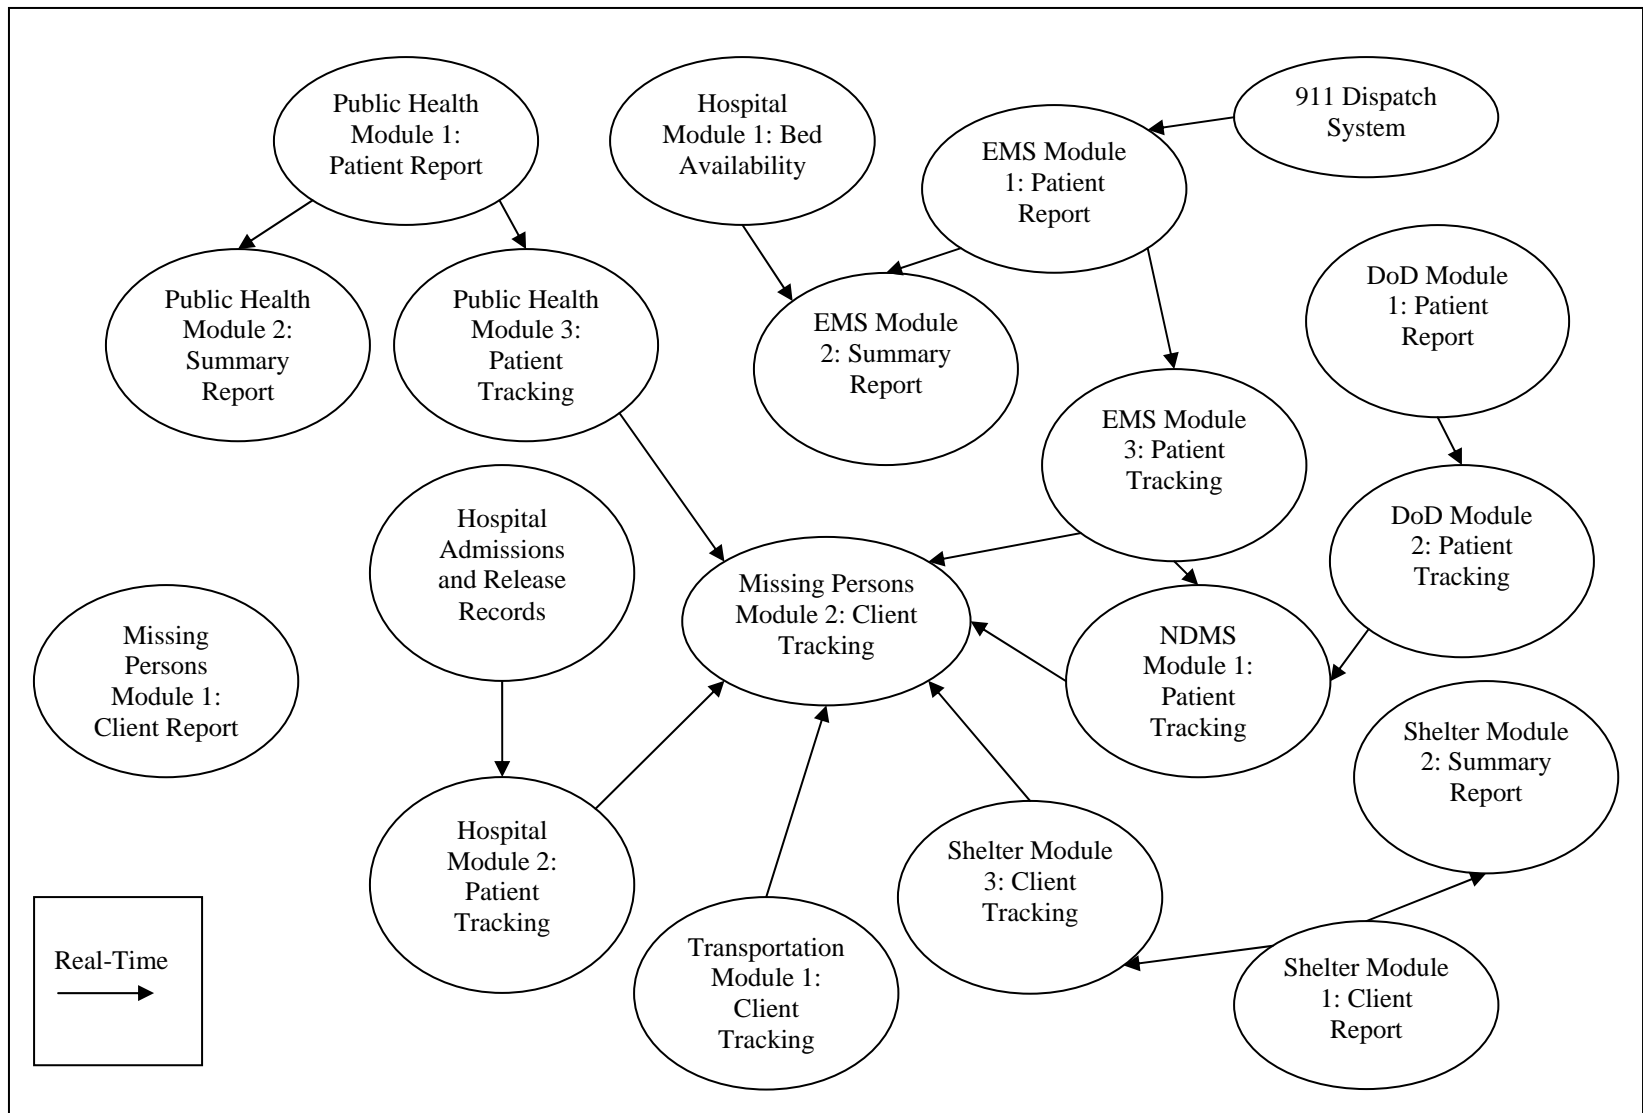 Public Health
Module 1:
Patient Report
Hospital
Module 1: Bed
Availability
911 Dispatch
System
EMS Module
1: Patient
Report
Public Health
Module 2:
Summary
Report
Public Health
Module 3:
Patient
Tracking
EMS Module
2: Summary
Report
DoD Module
1: Patient
Report
EMS Module
3: Patient
Tracking
Hospital
Admissions
and Release
Records
DoD Module
2: Patient
Tracking
Missing Persons
Module 2: Client
Tracking
Missing
Persons
Module 1:
Client Report
NDMS
Module 1:
Patient
Tracking
Shelter Module
2: Summary
Report
Hospital
Module 2:
Patient
Tracking
Shelter Module
3: Client
Tracking
Real-Time
Transportation
Module 1:
Client
Tracking
Shelter Module
1: Client
Report